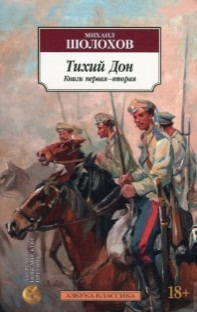 МИХАИЛ
ШОЛОХОВ
Тихий Дон
Книги первая–вторая
АЗБУКА-КЛАССИКА
18+